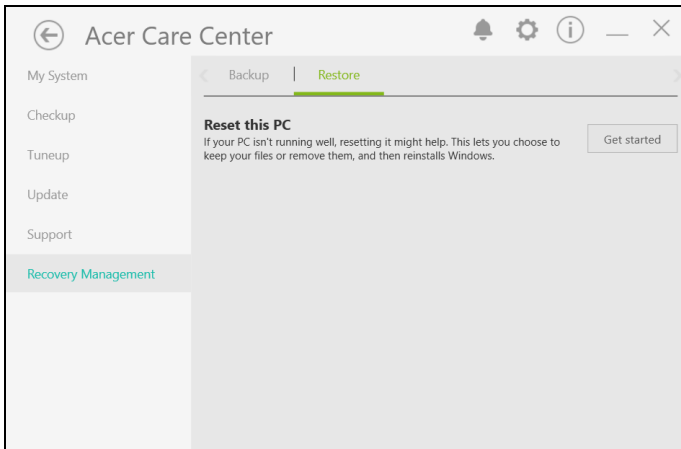 Acer Care Center
My System
Checkup
Tuneup
Update
Support
Recovery Management
Backup
Restore
Reset this PC
If your PC isn't running well, resetting it might help. This lets you choose to
keep your files or remove them, and then reinstalls Windows.
Get started